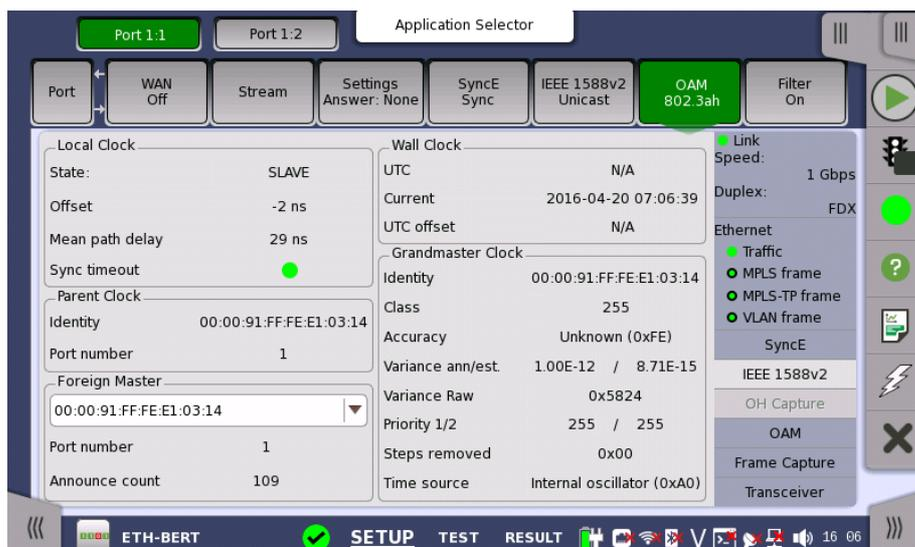 Application Selector
Port 1:1
Port 1:2
Port
WAN
Off
Stream
Settings
Answer: None
SyncE
Sync
IEEE 1588v2
Unicast
OAM
802.3ah
Filter
On
Local Clock
State: SLAVE
Offset -2 ns
Mean path delay 29 ns
Sync timeout
Parent Clock
Identity 00:00:91:FF:FE:E1:03:14
Port number 1
Foreign Master
00:00:91:FF:FE:E1:03:14
Port number 1
Announce count 109
Wall Clock
UTC N/A
Current 2016-04-20 07:06:39
UTC offset N/A
Grandmaster Clock
Identity 00:00:91:FF:FE:E1:03:14
Class 255
Accuracy Unknown (0xFE)
Variance ann/est. 1.00E-12 / 8.71E-15
Variance Raw 0x5824
Priority 1/2 255 / 255
Steps removed 0x00
Time source Internal oscillator (0xA0)
Link
Speed:
1 Gbps
Duplex:
FDX
Ethernet
Traffic
MPLS frame
MPLS-TP frame
VLAN frame
SyncE
IEEE 1588v2
OH Capture
OAM
Frame Capture
Transceiver
ETH-BERT SETUP TEST RESULT V 16 06